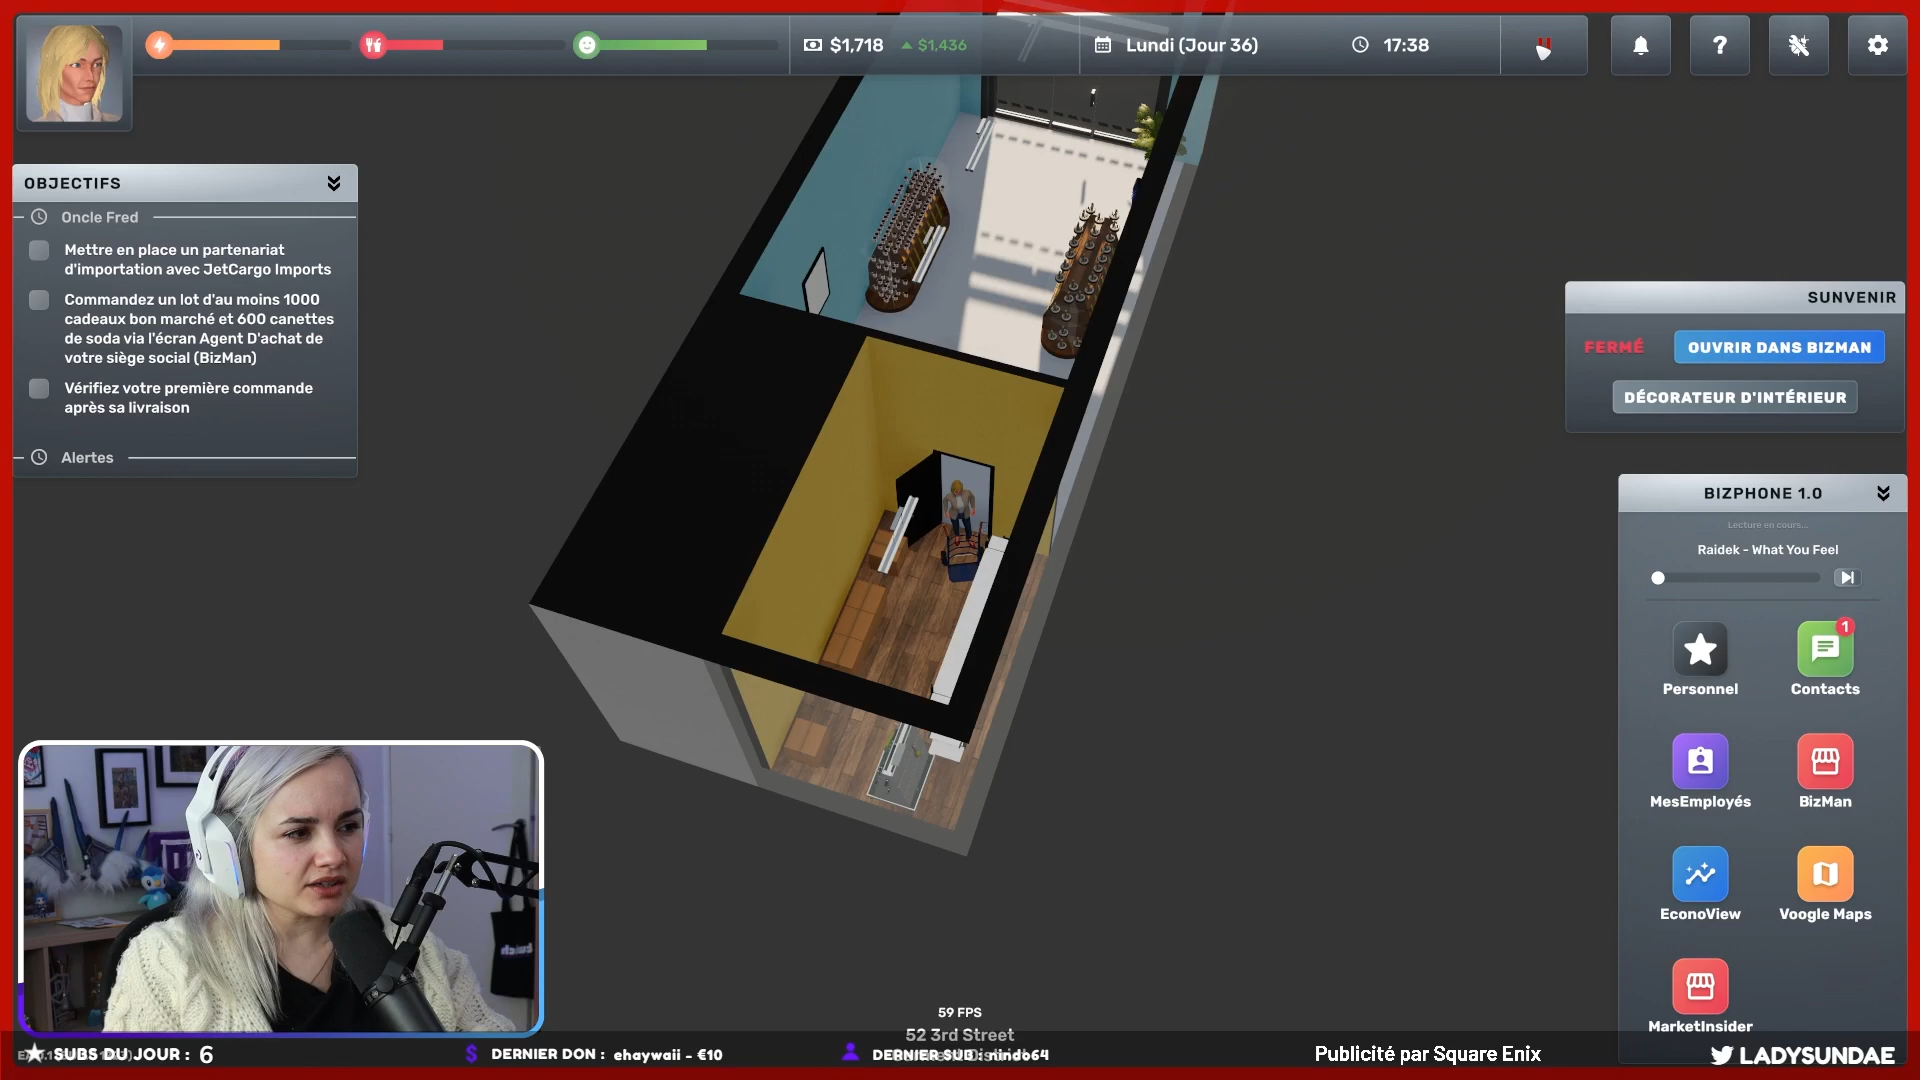 $1,718
$1,436
Lundi (Jour 36)
17:38
OBJECTIFS
Oncle Fred
Mettre en place un partenariat
d'importation avec JetCargo Imports
Commandez un lot d'au moins 1000
cadeaux bon marché et 600 canettes
de soda via l'écran Agent D'achat de
votre siège social (BizMan)
Vérifiez votre première commande
après sa livraison
Alertes
SUNVENIR
FERMÉ
OUVRIR DANS BIZMAN
DÉCORATEUR D'INTÉRIEUR
BIZPHONE 1.0
Lecture en cours...
Raidek - What You Feel
1
Personnel
Contacts
MesEmployés
BizMan
EconoView
Voogle Maps
MarketInsider
59 FPS
52 3rd Street
SUBS DU JOUR : 6
DERNIER DON : ehaywaii - €10
DERNIER SUB : nindo64
Publicité par Square Enix
LADYSUNDAE